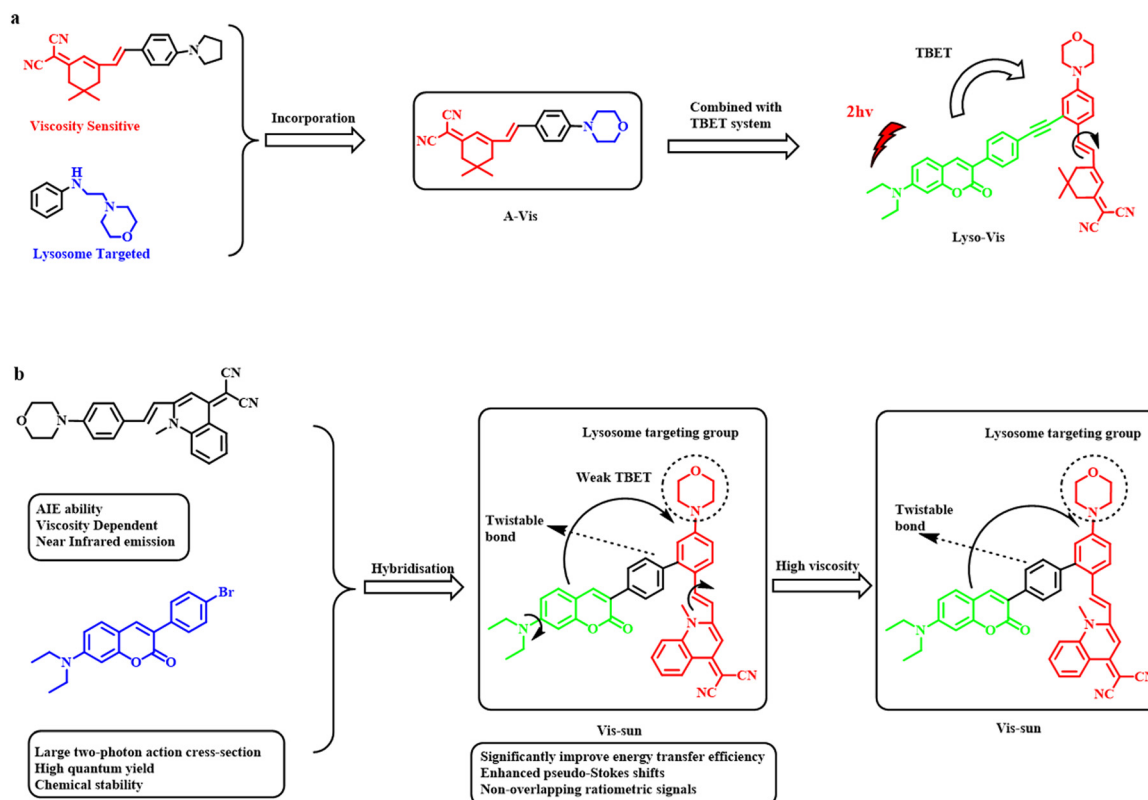 a
CN
NC
N
Viscosity Sensitive
H
N
N
O
Lysosome Targeted
Incorporation
CN
NC
N
O
A-Vis
Combined with
TBET system
TBET
2hv
O
N
N
O
O
NC
CN
Lyso-Vis
b
O
N
N
CN
CN
AIE ability
Viscosity Dependent
Near Infrared emission
Br
N
O
O
Large two-photon action cress-section
High quantum yield
Chemical stability
Hybridisation
Lysosome targeting group
Weak TBET
Twistable
bond
O
N
N
O
O
N
NC
CN
Vis-sun
Significantly improve energy transfer efficiency
Enhanced pseudo-Stokes shifts
Non-overlapping ratiometric signals
High viscosity
Lysosome targeting group
Twistable
bond
O
N
N
O
O
N
NC
CN
Vis-sun